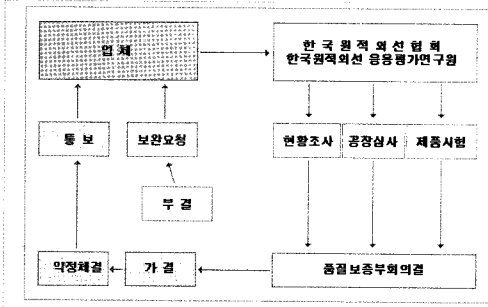 업 체
한 국 원 적 외 선 협 회
한국원적외선 응용평가연구원
통 보
보완요청
현황조사
공장심사
제품시험
부 결
약정체결
가 결
품질보증부회의결